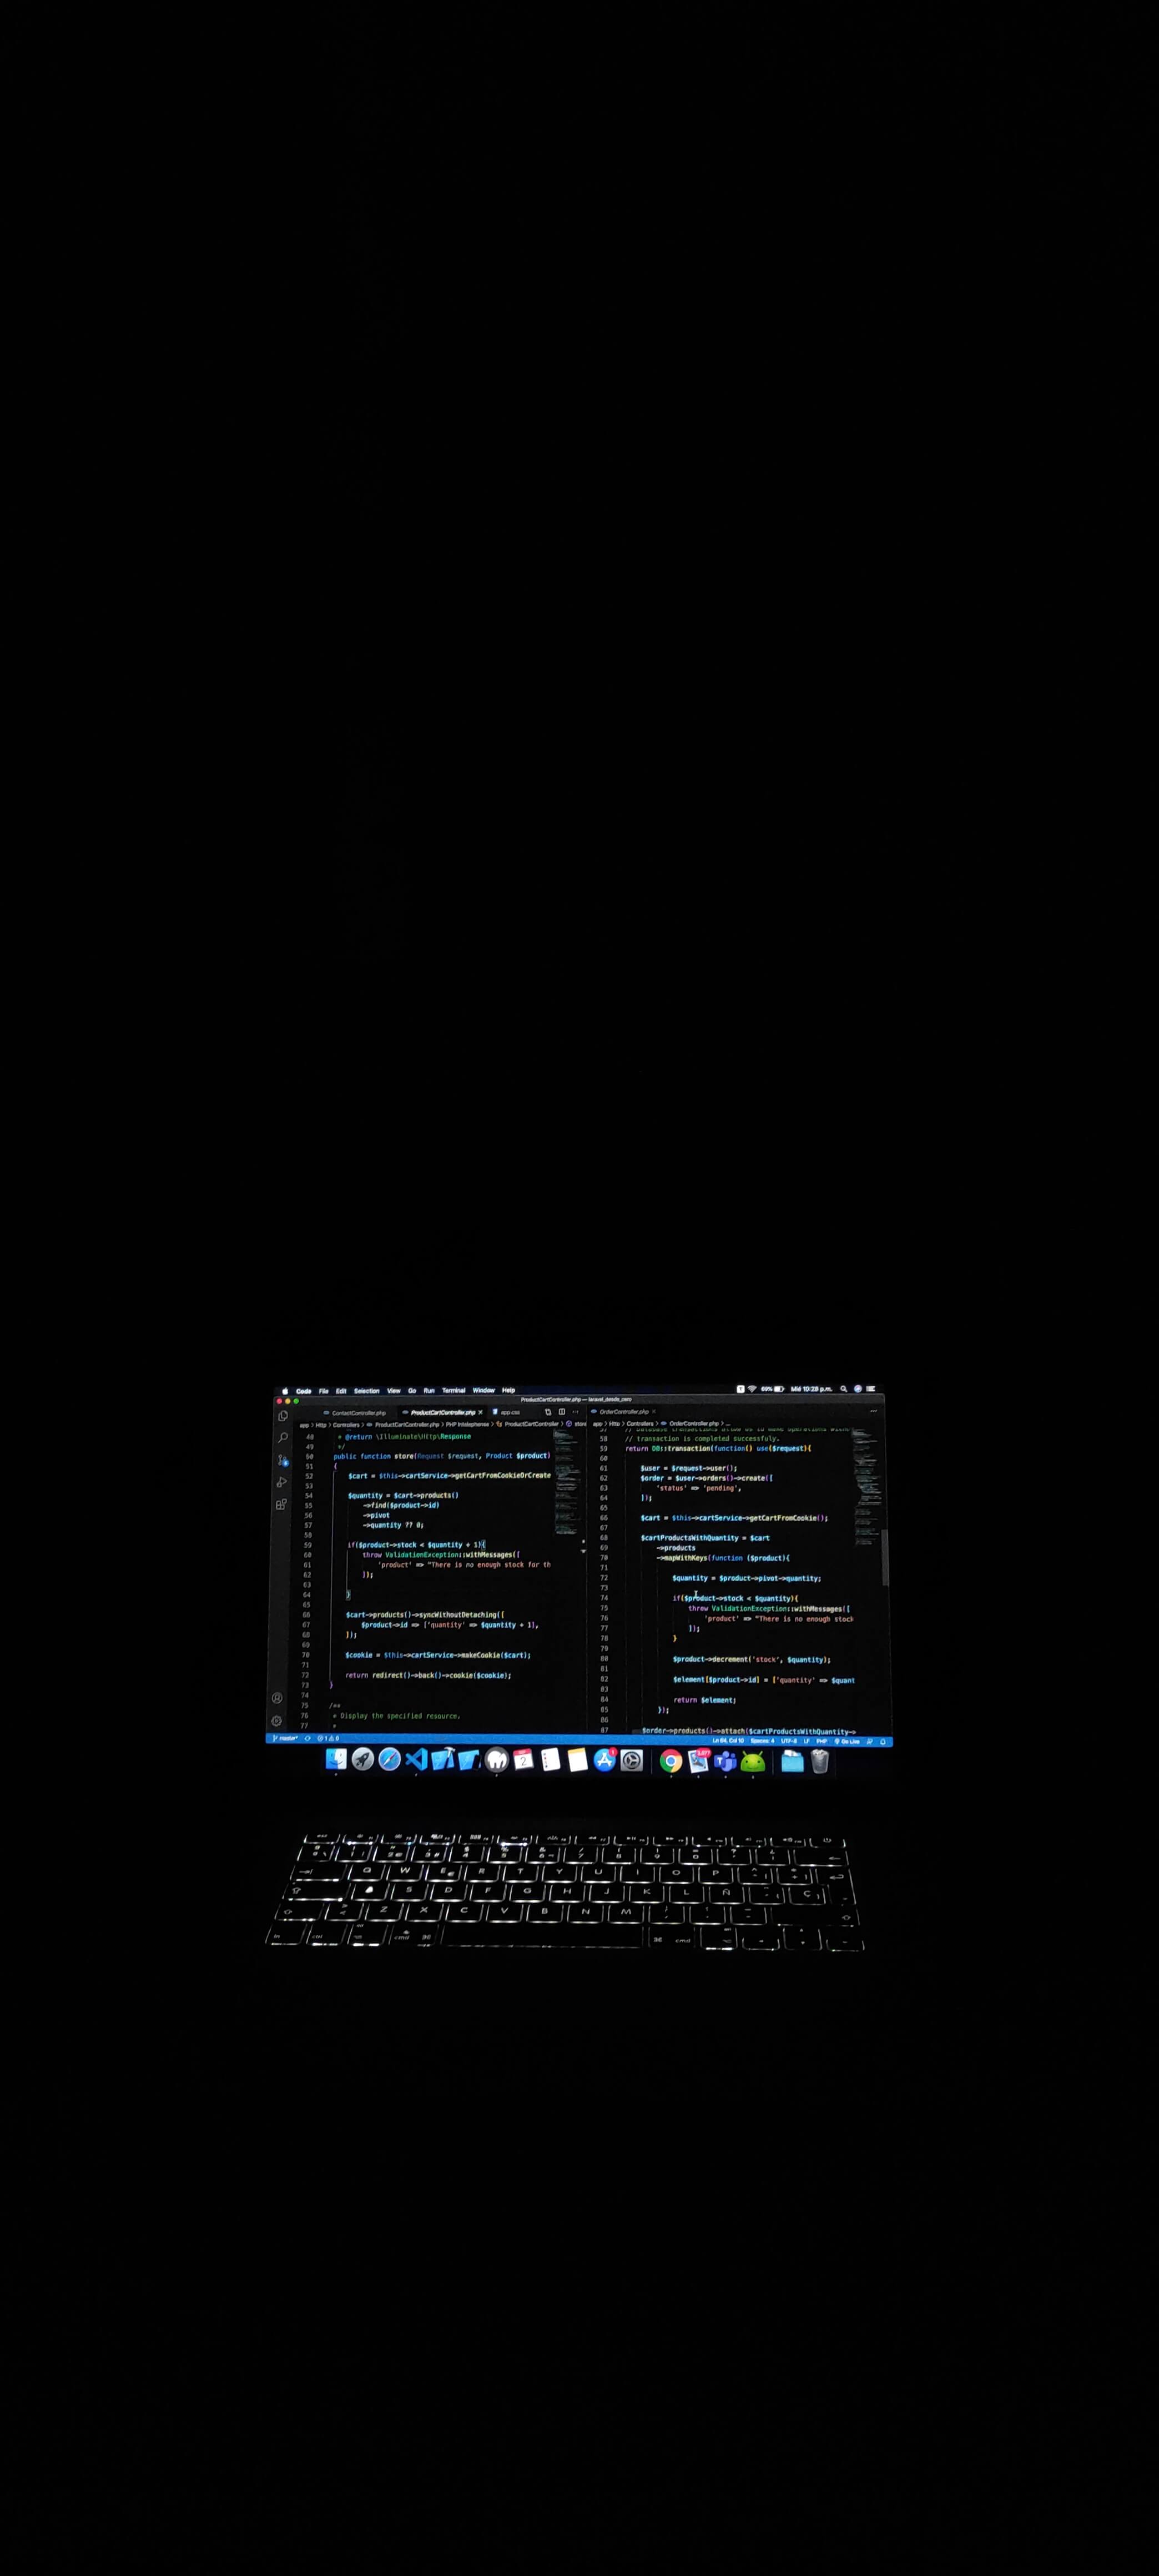 Code File Edit Selection View Go Run Terminal Window Help
69% Mié 10:28 p.m.
ProductCartController.php — laravel_desde_cero
ContactController.php ProductCartController.php app.css
app > Http > Controllers > ProductCartController.php > PHP Intelephense > ProductCartController > store
48 * @return \Illuminate\Http\Response
49 */
50 public function store(Request $request, Product $product)
51 {
52 $cart = $this->cartService->getCartFromCookieOrCreate
53
54 $quantity = $cart->products()
55 ->find($product->id)
56 ->pivot
57 ->quantity ?? 0;
58
59 if($product->stock < $quantity + 1){
60 throw ValidationException::withMessages([
61 'product' => "There is no enough stock for th
62 ]);
63
64 }
65
66 $cart->products()->syncWithoutDetaching([
67 $product->id => ['quantity' => $quantity + 1],
68 ]);
69
70 $cookie = $this->cartService->makeCookie($cart);
71
72 return redirect()->back()->cookie($cookie);
73 }
74
75 /**
76 * Display the specified resource.
77 *
OrderController.php
app > Http > Controllers > OrderController.php > ...
57 // Database transactions allow us to make operations
58 // transaction is completed successfuly.
59 return DB::transaction(function() use($request){
60
61 $user = $request->user();
62 $order = $user->orders()->create([
63 'status' => 'pending',
64 ]);
65
66 $cart = $this->cartService->getCartFromCookie();
67
68 $cartProductsWithQuantity = $cart
69 ->products
70 ->mapWithKeys(function ($product){
71
72 $quantity = $product->pivot->quantity;
73
74 if($product->stock < $quantity){
75 throw ValidationException::withMessages([
76 'product' => "There is no enough stock
77 ]);
78 }
79
80 $product->decrement('stock', $quantity);
81
82 $element[$product->id] = ['quantity' => $quant
83
84 return $element;
85 });
86
87 $order->products()->attach($cartProductsWithQuantity->
master* 1 6 Ln 64, Col 10 Spaces: 4 UTF-8 LF PHP Go Live
2
Q W E R T Y U I O P
S D F G H J K L Ñ Ç
Z X C V B N M
cmd cmd